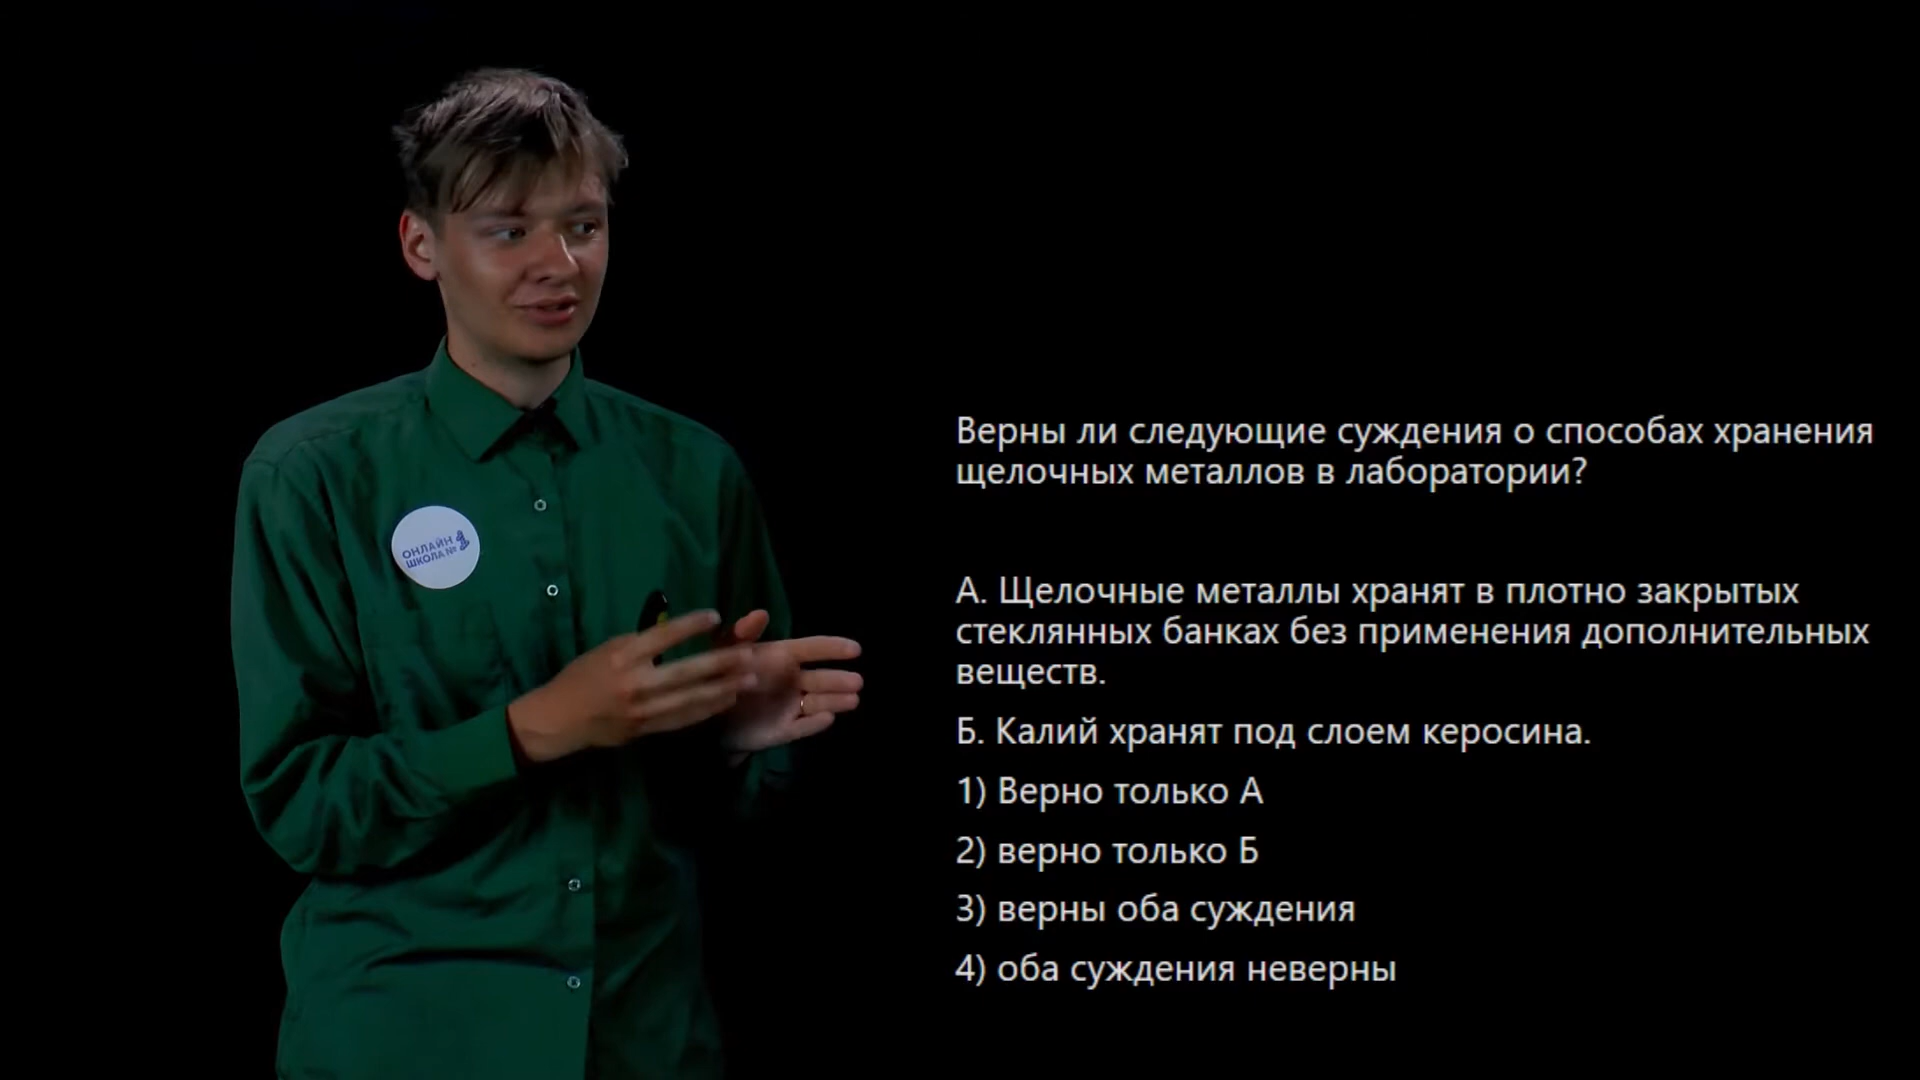 ОНЛАЙН
ШКОЛА № 1
Верны ли следующие суждения о способах хранения
щелочных металлов в лаборатории?
А. Щелочные металлы хранят в плотно закрытых
стеклянных банках без применения дополнительных
веществ.
Б. Калий хранят под слоем керосина.
1) Верно только А
2) верно только Б
3) верны оба суждения
4) оба суждения неверны